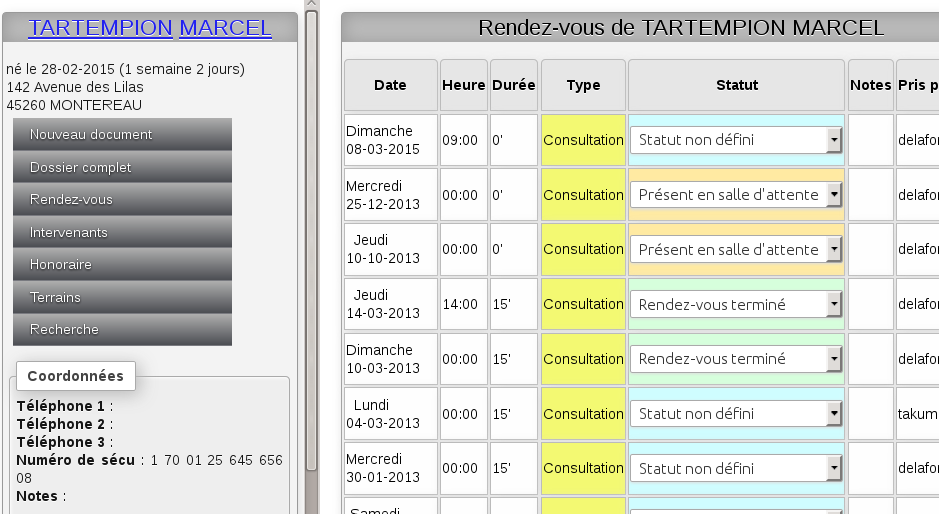 TARTEMPION MARCEL
né le 28-02-2015 (1 semaine 2 jours)
142 Avenue des Lilas
45260 MONTEREAU
Nouveau document
Dossier complet
Rendez-vous
Intervenants
Honoraire
Terrains
Recherche
Coordonnées
Téléphone 1 :
Téléphone 2 :
Téléphone 3 :
Numéro de sécu : 1 70 01 25 645 656
08
Notes :
Rendez-vous de TARTEMPION MARCEL
Date Heure Durée Type Statut Notes Pris p
Dimanche
08-03-2015 09:00 0' Consultation Statut non défini delafo
Mercredi
25-12-2013 00:00 0' Consultation Présent en salle d'attente delafo
Jeudi
10-10-2013 00:00 0' Consultation Présent en salle d'attente delafo
Jeudi
14-03-2013 14:00 15' Consultation Rendez-vous terminé delafo
Dimanche
10-03-2013 00:00 15' Consultation Rendez-vous terminé delafo
Lundi
04-03-2013 00:00 15' Consultation Statut non défini takum
Mercredi
30-01-2013 00:00 15' Consultation Statut non défini delafo
Samedi